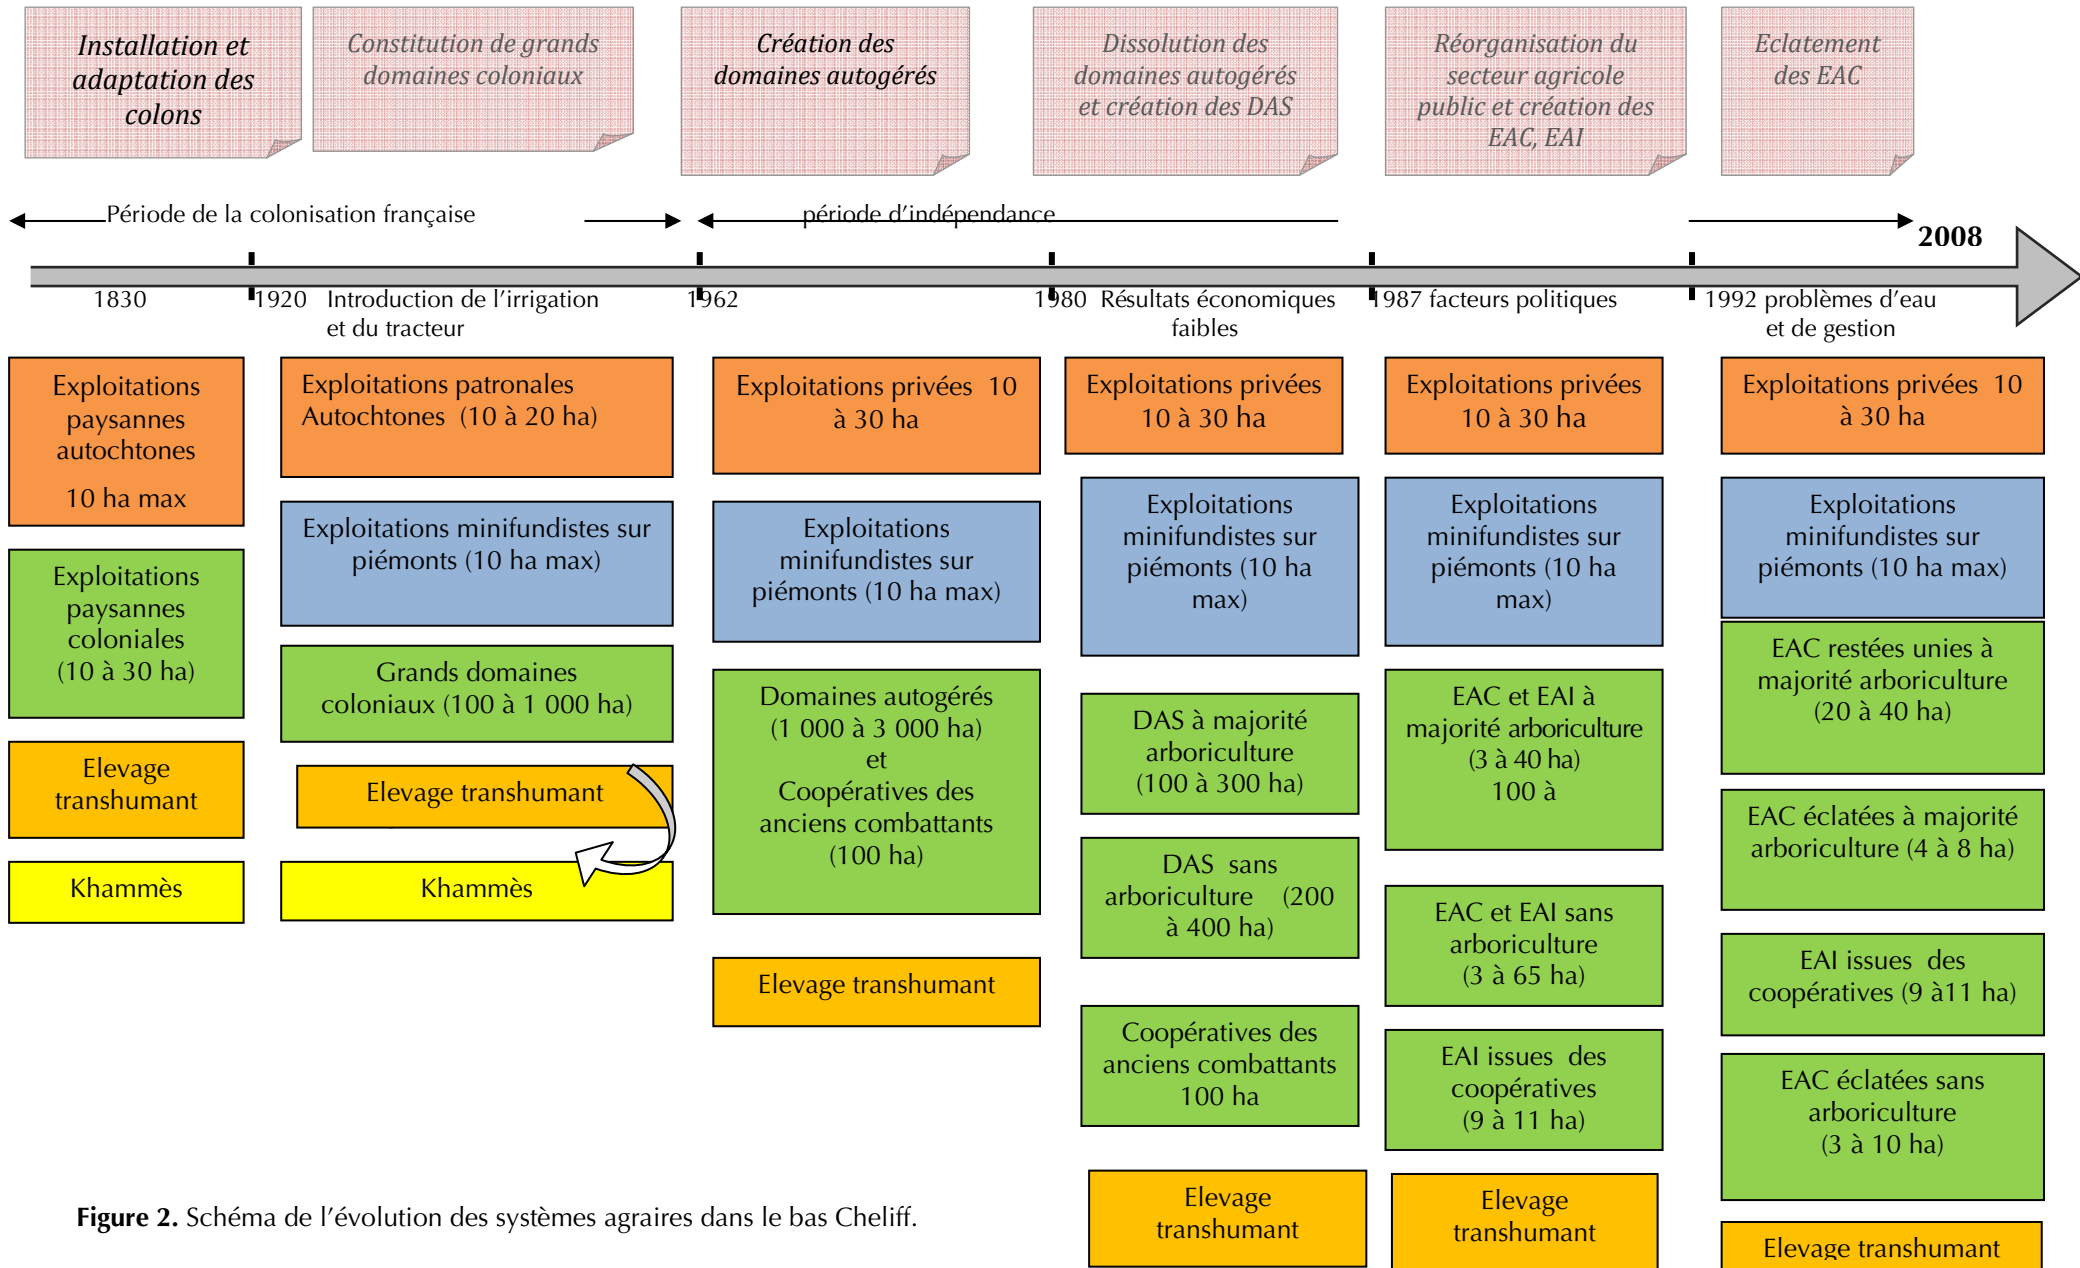 Installation et
adaptation des
colons
Constitution de grands
domaines coloniaux
Création des
domaines autogérés
Dissolution des
domaines autogérés
et création des DAS
Réorganisation du
secteur agricole
public et création des
EAC, EAI
Eclatement
des EAC
Période de la colonisation française
période d'indépendance
2008
1830
1920 Introduction de l'irrigation
et du tracteur
1962
1980 Résultats économiques
faibles
1987 facteurs politiques
1992 problèmes d'eau
et de gestion
Exploitations
paysannes
autochtones
10 ha max
Exploitations
paysannes
coloniales
(10 à 30 ha)
Elevage
transhumant
Khammès
Exploitations patronales
Autochtones (10 à 20 ha)
Exploitations minifundistes sur
piémonts (10 ha max)
Grands domaines
coloniaux (100 à 1 000 ha)
Elevage transhumant
Khammès
Exploitations privées 10
à 30 ha
Exploitations
minifundistes sur
piémonts (10 ha max)
Domaines autogérés
(1 000 à 3 000 ha)
et
Coopératives des
anciens combattants
(100 ha)
Elevage transhumant
Exploitations privées
10 à 30 ha
Exploitations
minifundistes sur
piémonts (10 ha
max)
DAS à majorité
arboriculture
(100 à 300 ha)
DAS sans
arboriculture (200
à 400 ha)
Coopératives des
anciens combattants
100 ha
Elevage
transhumant
Exploitations privées
10 à 30 ha
Exploitations
minifundistes sur
piémonts (10 ha
max)
EAC et EAI à
majorité arboriculture
(3 à 40 ha)
100 à
EAC et EAI sans
arboriculture
(3 à 65 ha)
EAI issues des
coopératives
(9 à 11 ha)
Elevage
transhumant
Exploitations privées 10
à 30 ha
Exploitations
minifundistes sur
piémonts (10 ha max)
EAC restées unies à
majorité arboriculture
(20 à 40 ha)
EAC éclatées à majorité
arboriculture (4 à 8 ha)
EAI issues des
coopératives (9 à11 ha)
EAC éclatées sans
arboriculture
(3 à 10 ha)
Elevage transhumant
Figure 2. Schéma de l'évolution des systèmes agraires dans le bas Cheliff.